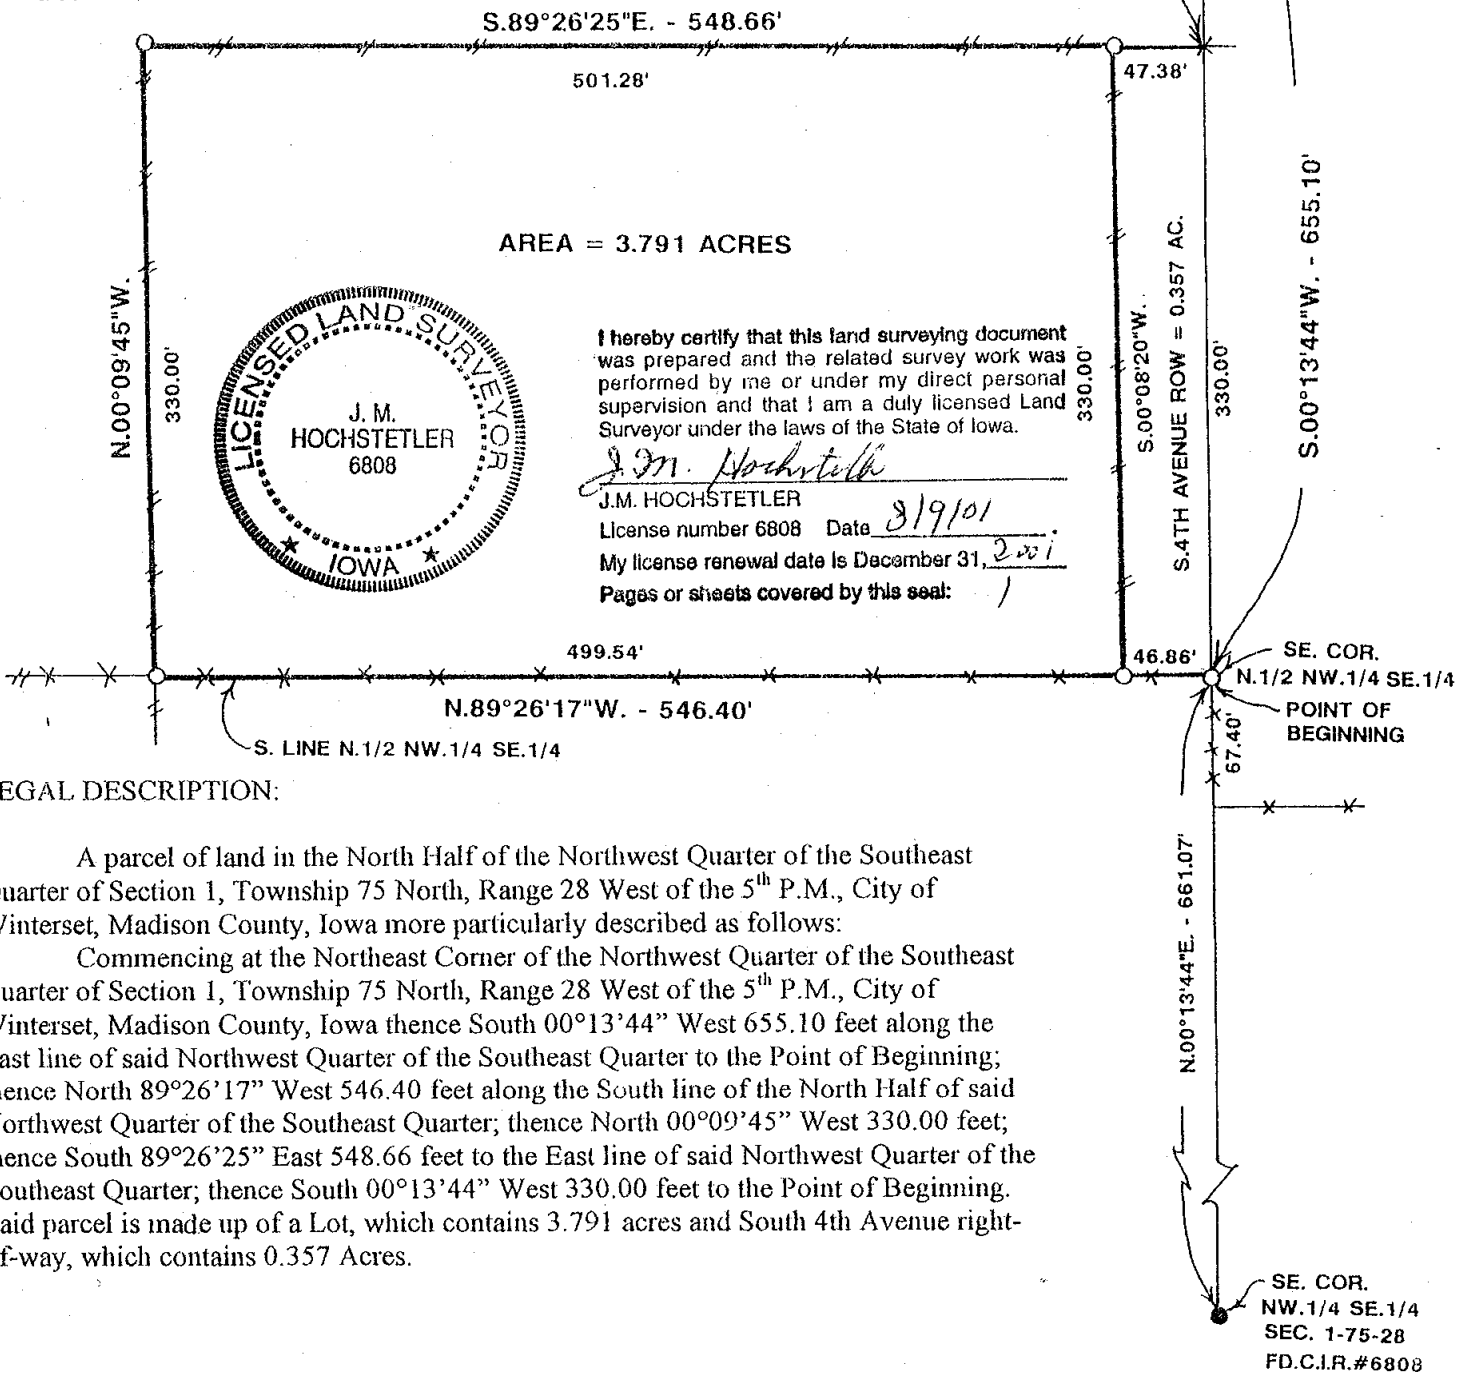 S.89°26'25"E. - 548.66'
501.28'
47.38'
AREA = 3.791 ACRES
N.00°09'45"W.
330.00'
LICENSED LAND SURVEYOR
J. M.
HOCHSTETLER
6808
IOWA
I hereby certify that this land surveying document
was prepared and the related survey work was
performed by me or under my direct personal
supervision and that I am a duly licensed Land
Surveyor under the laws of the State of Iowa.
J.M. Hochstetler
J.M. HOCHSTETLER
License number 6808 Date 8/9/01.
My license renewal date is December 31, 2001
Pages or sheets covered by this seal: 1
330.00'
S.00°08'20"W.
S.4TH AVENUE ROW = 0.357 AC.
330.00'
S.00°13'44"W. - 655.10'
499.54'
46.86'
N.89°26'17"W. - 546.40'
S. LINE N.1/2 NW.1/4 SE.1/4
SE. COR.
N.1/2 NW.1/4 SE.1/4
POINT OF
BEGINNING
67.40'
N.00°13'44"E. - 661.07'
EGAL DESCRIPTION:
A parcel of land in the North Half of the Northwest Quarter of the Southeast
uarter of Section 1, Township 75 North, Range 28 West of the 5th P.M., City of
Winterset, Madison County, Iowa more particularly described as follows:
Commencing at the Northeast Corner of the Northwest Quarter of the Southeast
uarter of Section 1, Township 75 North, Range 28 West of the 5th P.M., City of
Winterset, Madison County, Iowa thence South 00°13'44" West 655.10 feet along the
ast line of said Northwest Quarter of the Southeast Quarter to the Point of Beginning;
ence North 89°26'17" West 546.40 feet along the South line of the North Half of said
orthwest Quarter of the Southeast Quarter; thence North 00°09'45" West 330.00 feet;
ence South 89°26'25" East 548.66 feet to the East line of said Northwest Quarter of the
outheast Quarter; thence South 00°13'44" West 330.00 feet to the Point of Beginning.
aid parcel is made up of a Lot, which contains 3.791 acres and South 4th Avenue right-
f-way, which contains 0.357 Acres.
SE. COR.
NW.1/4 SE.1/4
SEC. 1-75-28
FD.C.I.R.#6808